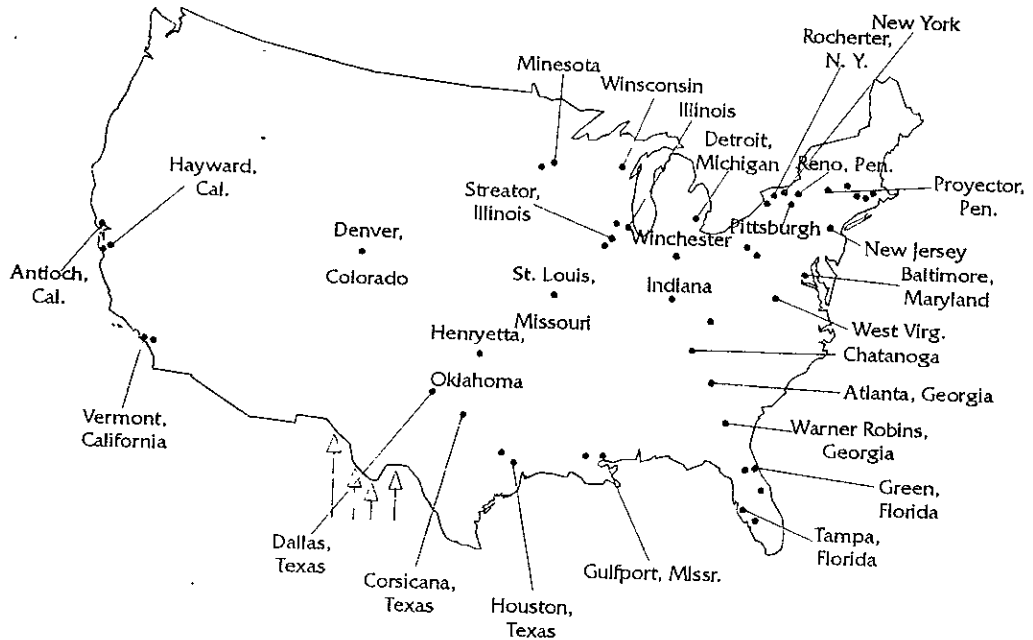 New York
Rocherter,
N. Y.
Minesota
Winsconsin
Illinois
Detroit,
Michigan
Reno, Pen.
Hayward,
Cal.
Streator,
Illinois
Proyector,
Pen.
Denver,
Colorado
Winchester
Pittsburgh
New Jersey
Antioch,
Cal.
St. Louis,
Missouri
Indiana
Baltimore,
Maryland
Henryetta,
Oklahoma
West Virg.
Chatanoga
Vermont,
California
Atlanta, Georgia
Warner Robins,
Georgia
Green,
Florida
Dallas,
Texas
Tampa,
Florida
Corsicana,
Texas
Gulfport, MIssr.
Houston,
Texas